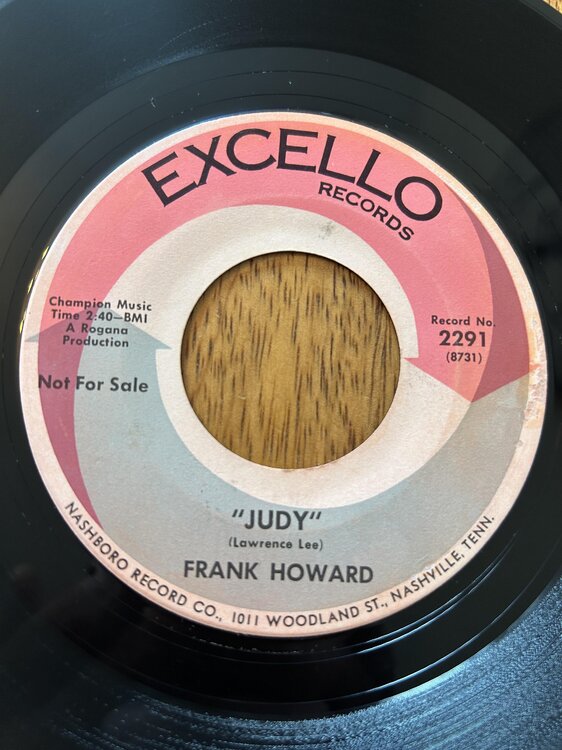 EXCELLO
RECORDS
Champion Music
Time 2:40—BMI
A Rogana
Production
Not For Sale
Record No.
2291
(8731)
"JUDY"
(Lawrence Lee)
FRANK HOWARD
NASHBORO RECORD CO., 1011 WOODLAND ST., NASHVILLE, TENN.